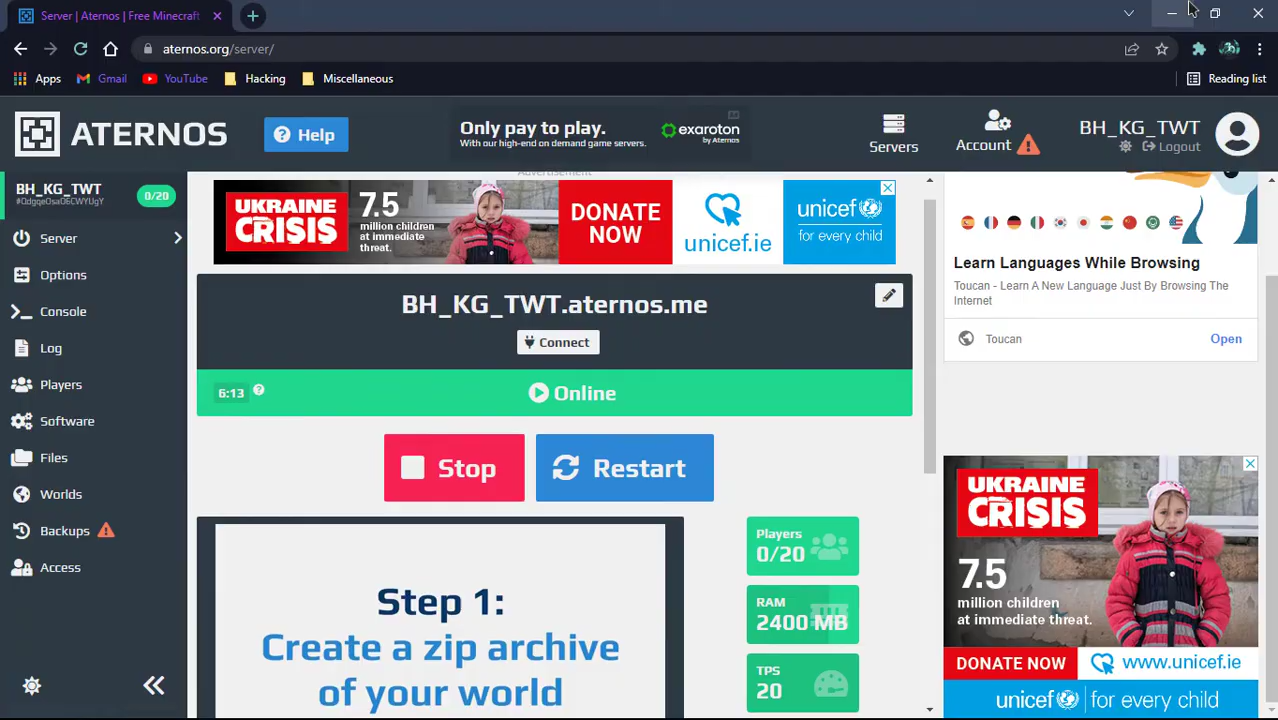 Server | Aternos | Free Minecraft
aternos.org/server/
Apps
Gmail
YouTube
Hacking
Miscellaneous
Reading list
ATERNOS
Help
Only pay to play.
With our high-end on demand game servers.
exaroton
by Aternos
Servers
Account
BH_KG_TWT
Logout
BH_KG_TWT
0/20
Server
Options
Console
Log
Players
Software
Files
Worlds
Backups
Access
Advertisement
UKRAINE
CRISIS
7.5
million children
at immediate
threat.
DONATE
NOW
unicef.ie
unicef
for every child
BH_KG_TWT.aternos.me
Connect
6:13
Online
Stop
Restart
Step 1:
Create a zip archive
of your world
Players
0/20
RAM
2400 MB
TPS
20
Learn Languages While Browsing
Toucan - Learn A New Language Just By Browsing The
Internet
Toucan
Open
UKRAINE
CRISIS
7.5
million children
at immediate threat.
DONATE NOW
www.unicef.ie
unicef
for every child